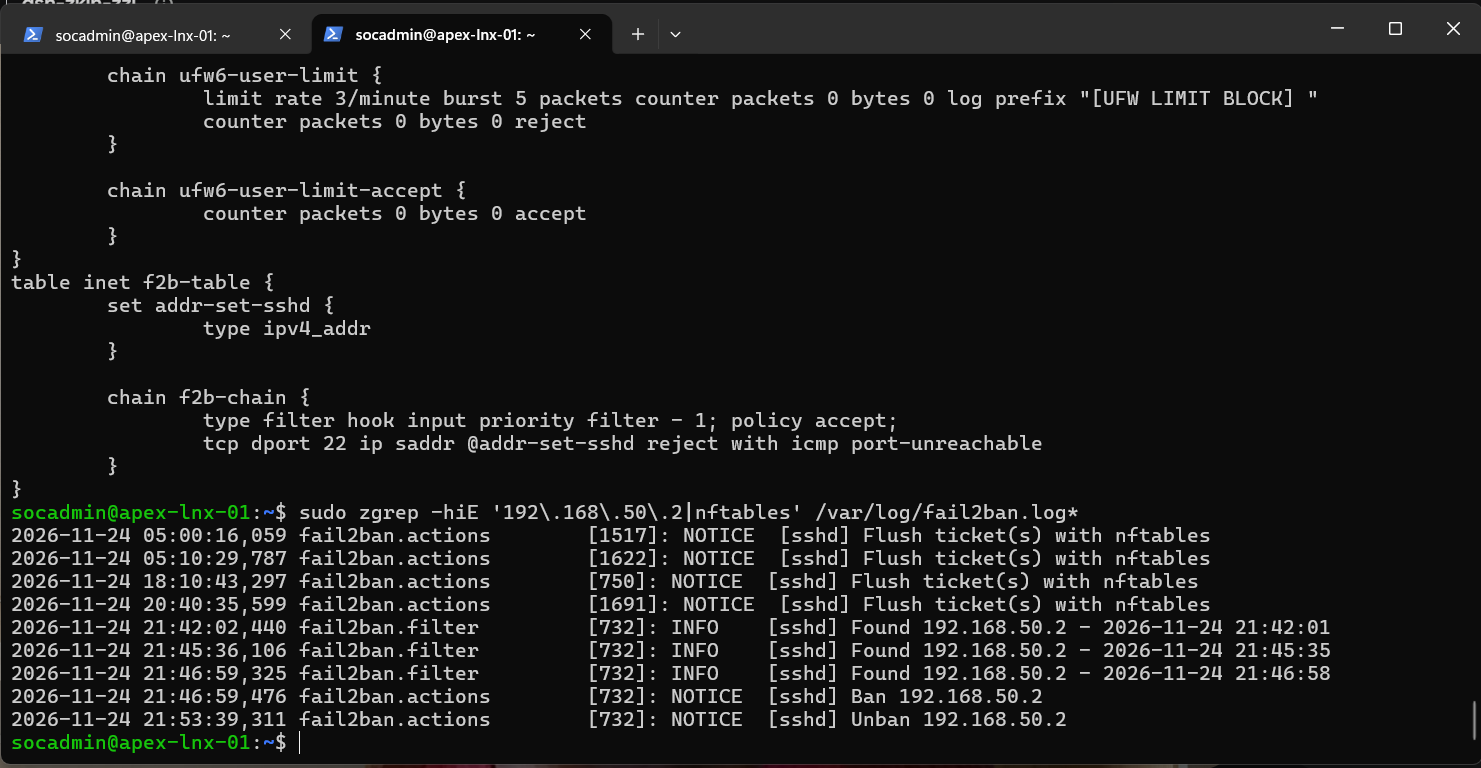 socadmin@apex-lnx-01: ~
socadmin@apex-lnx-01: ~
chain ufw6-user-limit {
limit rate 3/minute burst 5 packets counter packets 0 bytes 0 log prefix "[UFW LIMIT BLOCK] "
counter packets 0 bytes 0 reject
}
chain ufw6-user-limit-accept {
counter packets 0 bytes 0 accept
}
}
table inet f2b-table {
set addr-set-sshd {
type ipv4_addr
}
chain f2b-chain {
type filter hook input priority filter - 1; policy accept;
tcp dport 22 ip saddr @addr-set-sshd reject with icmp port-unreachable
}
}
socadmin@apex-lnx-01:~$ sudo zgrep -hiE '192\.168\.50\.2|nftables' /var/log/fail2ban.log*
2026-11-24 05:00:16,059 fail2ban.actions        [1517]: NOTICE  [sshd] Flush ticket(s) with nftables
2026-11-24 05:10:29,787 fail2ban.actions        [1622]: NOTICE  [sshd] Flush ticket(s) with nftables
2026-11-24 18:10:43,297 fail2ban.actions        [750]: NOTICE  [sshd] Flush ticket(s) with nftables
2026-11-24 20:40:35,599 fail2ban.actions        [1691]: NOTICE  [sshd] Flush ticket(s) with nftables
2026-11-24 21:42:02,440 fail2ban.filter         [732]: INFO    [sshd] Found 192.168.50.2 - 2026-11-24 21:42:01
2026-11-24 21:45:36,106 fail2ban.filter         [732]: INFO    [sshd] Found 192.168.50.2 - 2026-11-24 21:45:35
2026-11-24 21:46:59,325 fail2ban.filter         [732]: INFO    [sshd] Found 192.168.50.2 - 2026-11-24 21:46:58
2026-11-24 21:46:59,476 fail2ban.actions        [732]: NOTICE  [sshd] Ban 192.168.50.2
2026-11-24 21:53:39,311 fail2ban.actions        [732]: NOTICE  [sshd] Unban 192.168.50.2
socadmin@apex-lnx-01:~$